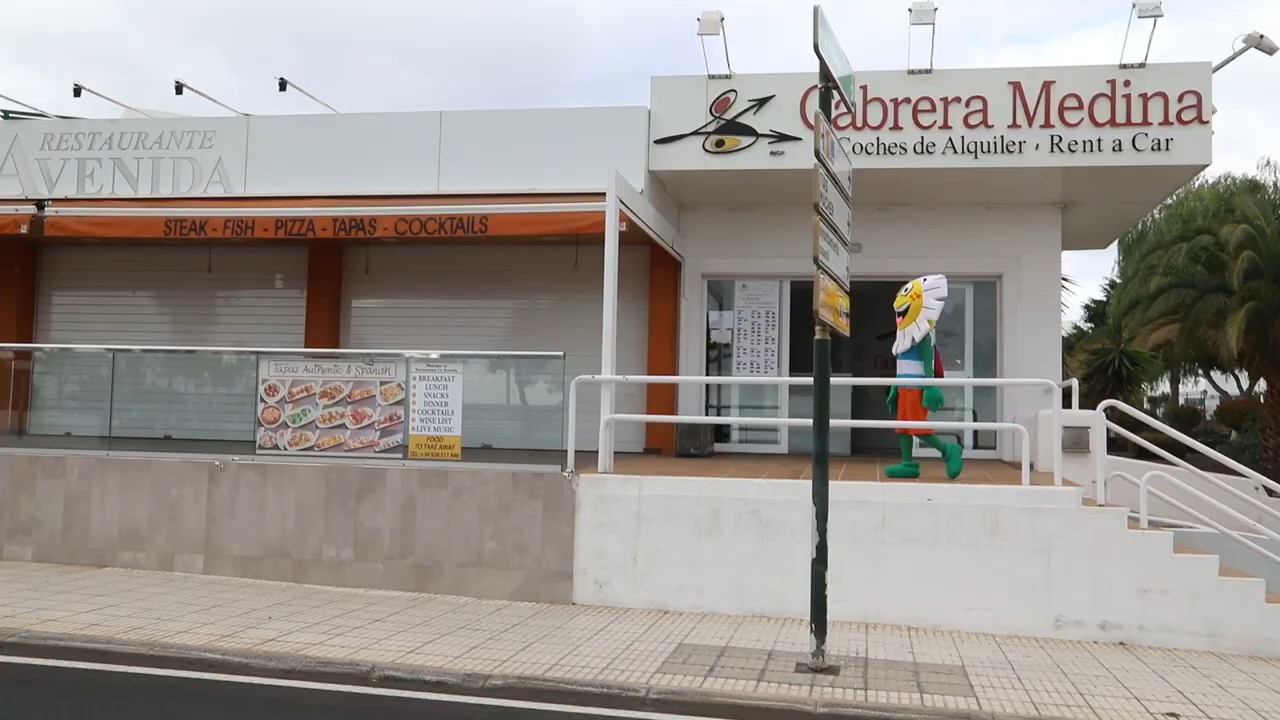 RESTAURANTE
AVENIDA
STEAK - FISH - PIZZA - TAPAS - COCKTAILS
Cabrera Medina
Coches de Alquiler · Rent a Car
Tapas Authentic & Spanish
BREAKFAST
LUNCH
SNACKS
DINNER
COCKTAILS
WINE LIST
LIVE MUSIC
FOOD
TO TAKE AWAY